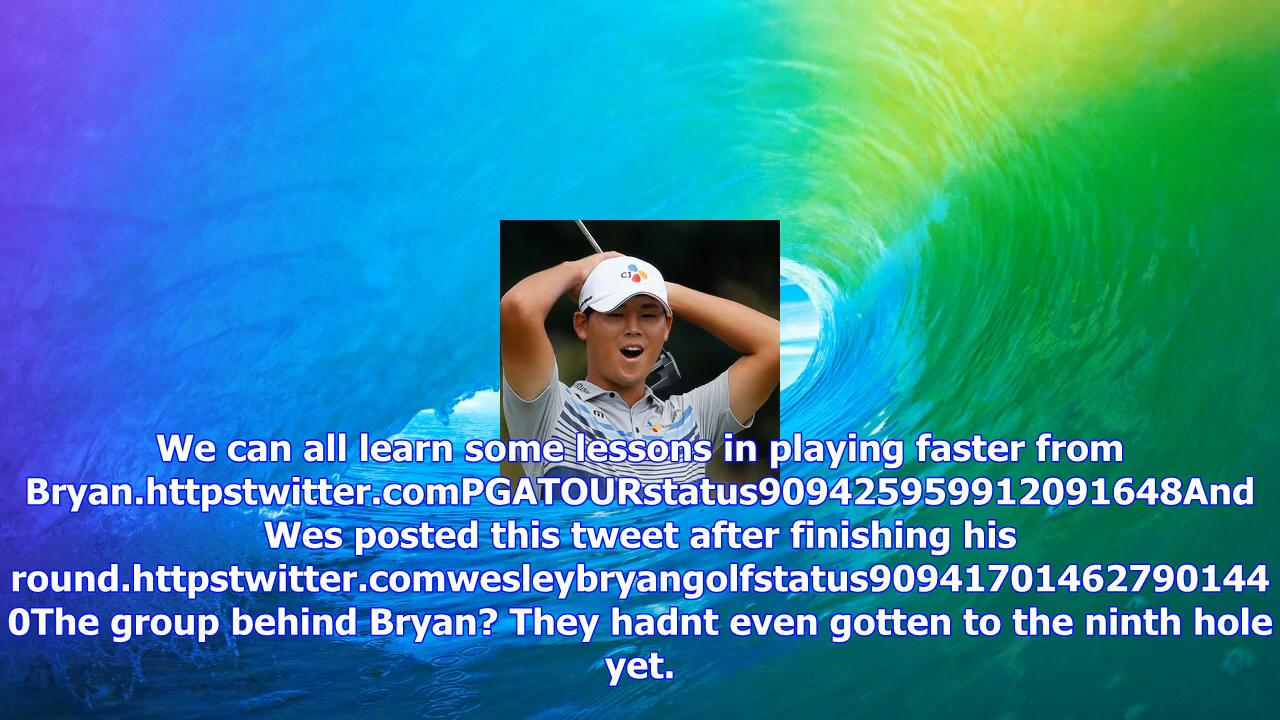 CJ
We can all learn some lessons in playing faster from
Bryan.httpstwitter.comPGATOURstatus909425959912091648And
Wes posted this tweet after finishing his
round.httpstwitter.comwesleybryangolfstatus90941701462790144
0The group behind Bryan? They hadnt even gotten to the ninth hole
yet.